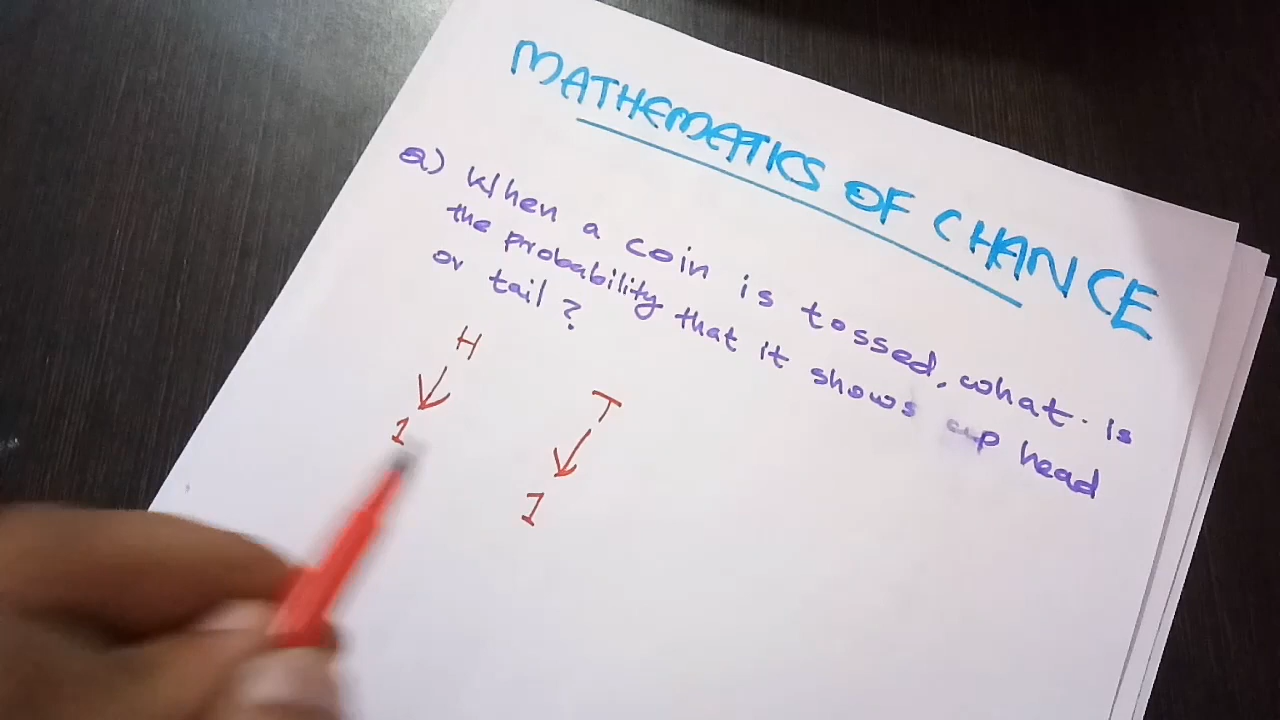 MATHEMATICS OF CHANCE
a) When a coin is tossed, what is
the probability that it shows up head
or tail?
H T
1 1